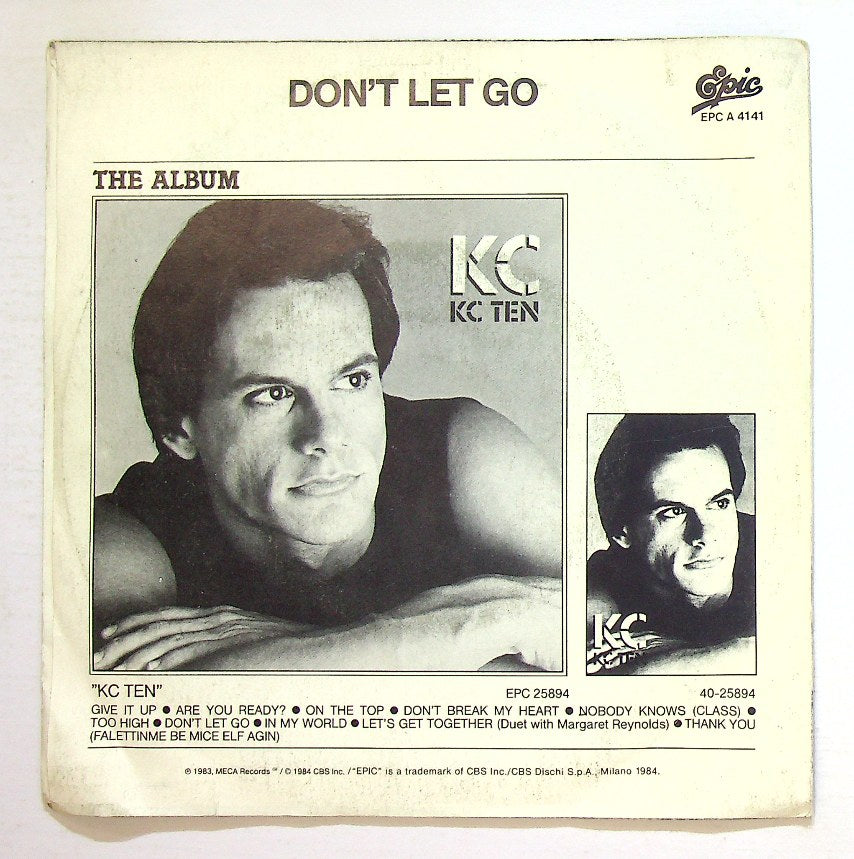 DON'T LET GO
Epic
EPC A 4141
THE ALBUM
KC
KC TEN
KC
KC TEN
"KC TEN" EPC 25894 40-25894
GIVE IT UP ● ARE YOU READY? ● ON THE TOP ● DON'T BREAK MY HEART ● NOBODY KNOWS (CLASS) ●
TOO HIGH ● DON'T LET GO ● IN MY WORLD ● LET'S GET TOGETHER (Duet with Margaret Reynolds) ● THANK YOU
(FALETTINME BE MICE ELF AGIN)
℗ 1983, MECA Records ℠ / © 1984 CBS Inc. / "EPIC" is a trademark of CBS Inc./CBS Dischi S.p.A., Milano 1984.